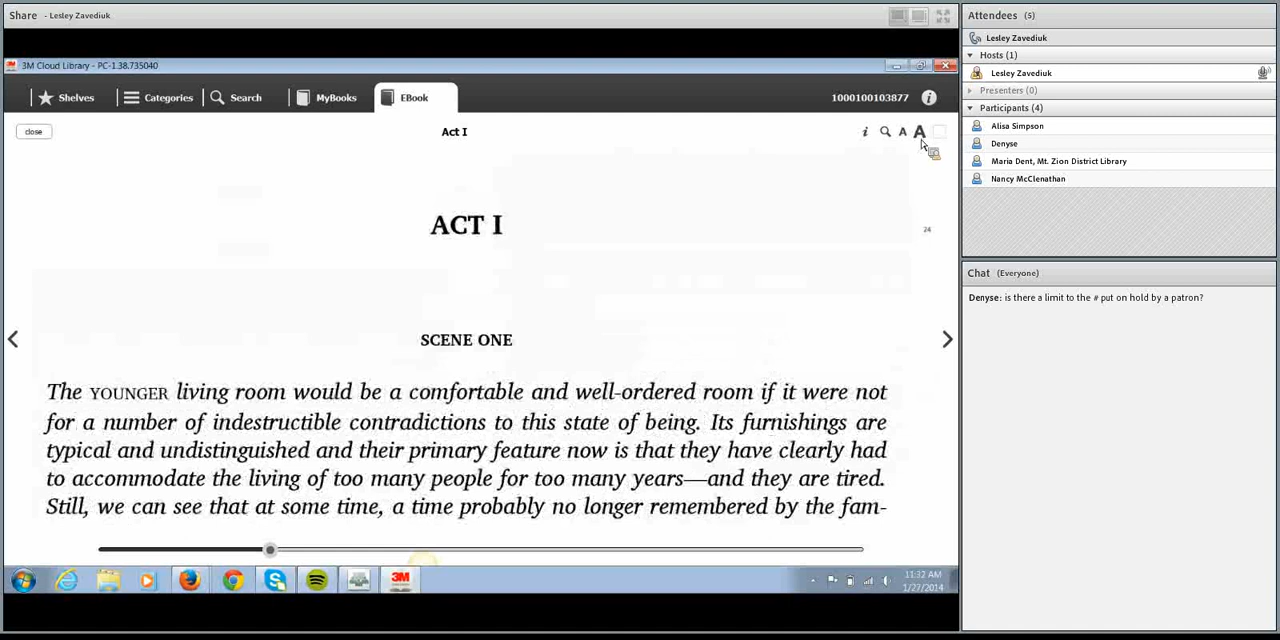 Share - Lesley Zavediuk
3M Cloud Library - PC-1.38.735040
Shelves
Categories
Search
MyBooks
EBook
1000100103877
close
Act I
i
A
A
ACT I
24
SCENE ONE
The YOUNGER living room would be a comfortable and well-ordered room if it were not
for a number of indestructible contradictions to this state of being. Its furnishings are
typical and undistinguished and their primary feature now is that they have clearly had
to accommodate the living of too many people for too many years—and they are tired.
Still, we can see that at some time, a time probably no longer remembered by the fam-
3M
11:32 AM
1/27/2014
Attendees (5)
Lesley Zavediuk
Hosts (1)
Lesley Zavediuk
Presenters (0)
Participants (4)
Alisa Simpson
Denyse
Maria Dent, Mt. Zion District Library
Nancy McClenathan
Chat (Everyone)
Denyse: is there a limit to the # put on hold by a patron?